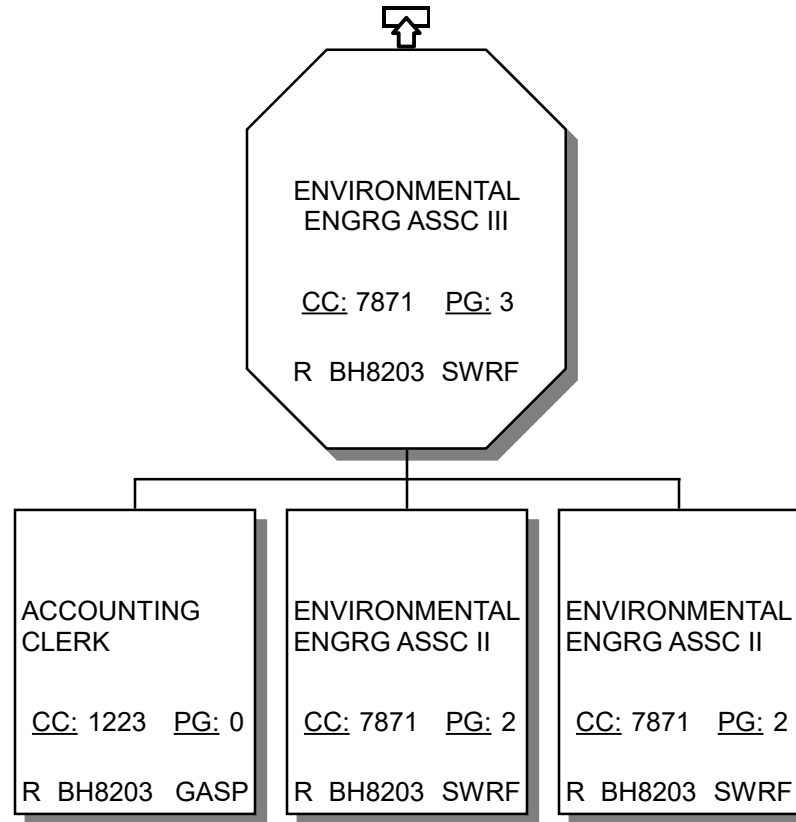 ENVIRONMENTAL
ENGRG ASSC III
CC: 7871 PG: 3
R BH8203 SWRF
ACCOUNTING
CLERK
CC: 1223 PG: 0
R BH8203 GASP
ENVIRONMENTAL
ENGRG ASSC II
CC: 7871 PG: 2
R BH8203 SWRF
ENVIRONMENTAL
ENGRG ASSC II
CC: 7871 PG: 2
R BH8203 SWRF